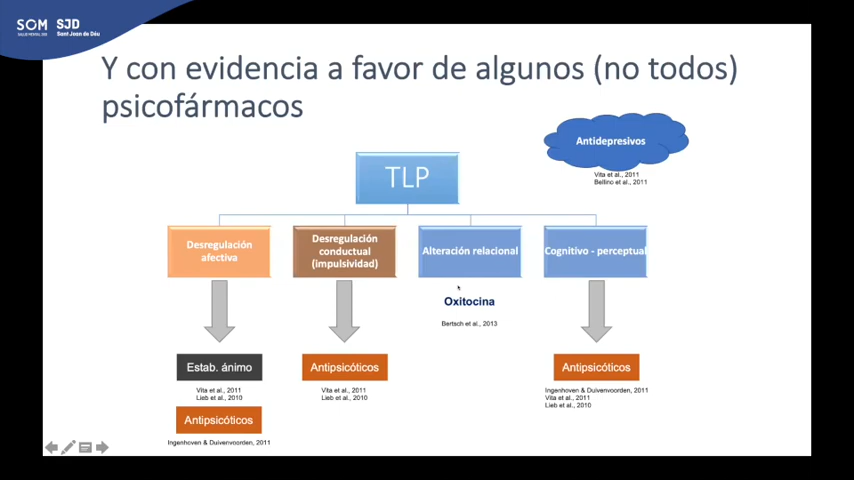 SOM
SALUD MENTAL 360
SJD
Sant Joan de Déu
Y con evidencia a favor de algunos (no todos)
psicofármacos
Antidepresivos
Vita et al., 2011
Bellino et al., 2011
TLP
Desregulación
afectiva
Desregulación
conductual
(impulsividad)
Alteración relacional
Cognitivo - perceptual
Oxitocina
Bertsch et al., 2013
Estab. ánimo
Vita et al., 2011
Lieb et al., 2010
Antipsicóticos
Ingenhoven & Duivenvoorden, 2011
Antipsicóticos
Vita et al., 2011
Lieb et al., 2010
Antipsicóticos
Ingenhoven & Duivenvoorden, 2011
Vita et al., 2011
Lieb et al., 2010